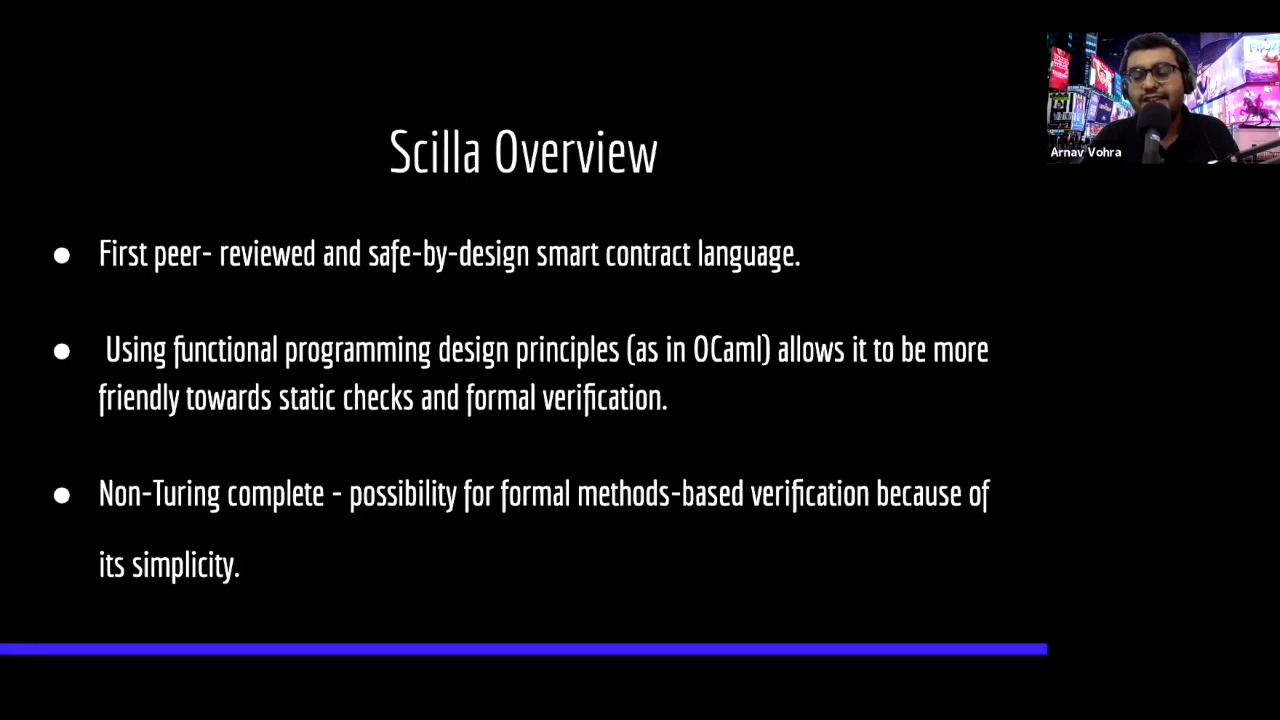 Scilla Overview
First peer- reviewed and safe-by-design smart contract language.
Using functional programming design principles (as in OCaml) allows it to be more
friendly towards static checks and formal verification.
Non-Turing complete - possibility for formal methods-based verification because of
its simplicity.
Arnav Vohra